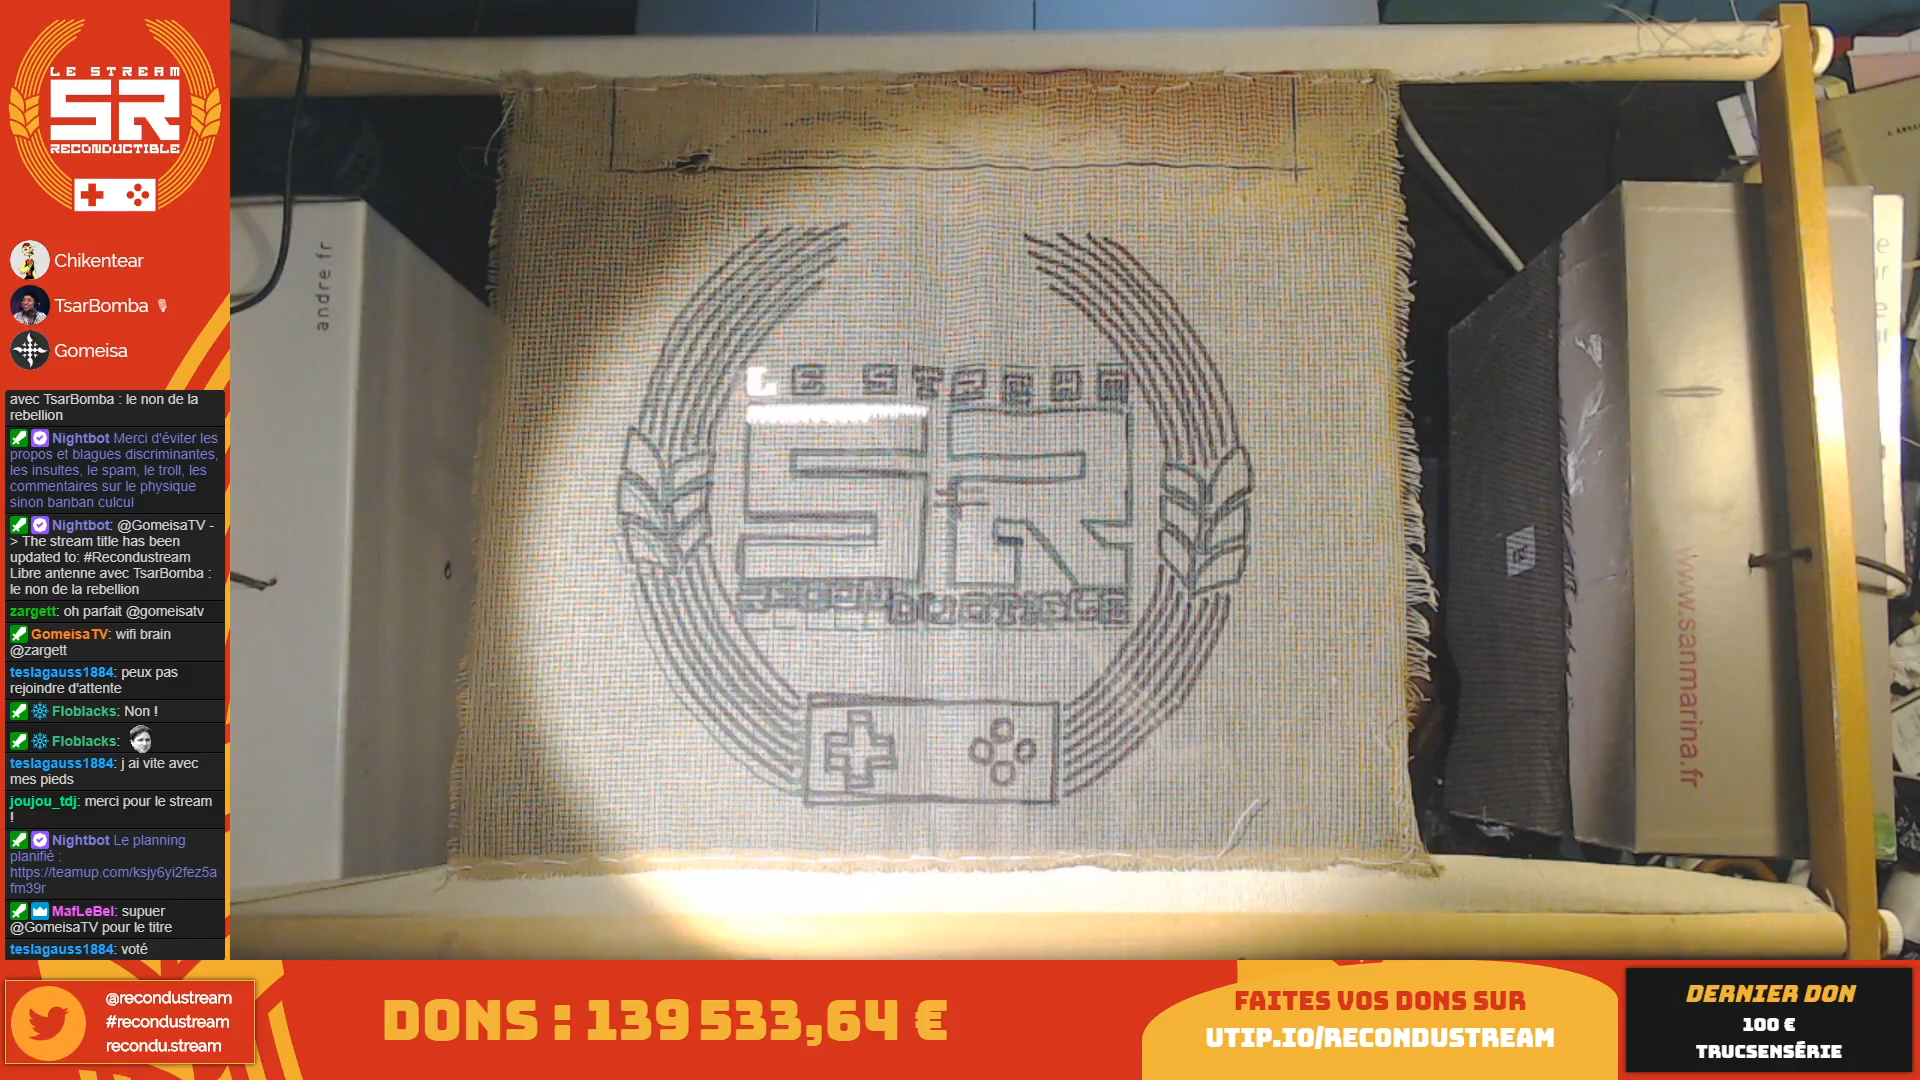 LE STREAM
SR
RECONDUCTIBLE
Chikentear
TsarBomba
Gomeisa
avec TsarBomba : le non de la
rebellion
Nightbot Merci d'éviter les
propos et blagues discriminantes,
les insultes, le spam, le troll, les
commentaires sur le physique
sinon banban culcul
Nightbot: @GomeisaTV -
> The stream title has been
updated to: #Recondustream
Libre antenne avec TsarBomba :
le non de la rebellion
zargett: oh parfait @gomeisatv
GomeisaTV: wifi brain
@zargett
teslagauss1884: peux pas
rejoindre d'attente
Floblacks: Non !
Floblacks:
teslagauss1884: j ai vite avec
mes pieds
joujou_tdj: merci pour le stream
!
Nightbot Le planning
planifié :
https://teamup.com/ksjy6yi2fez5a
fm39r
MafLeBel: supuer
@GomeisaTV pour le titre
teslagauss1884: voté
andre.fr
LE STREAM
SR
www.sanmarina.fr
@recondustream
#recondustream
recondu.stream
DONS : 139 533,64 €
FAITES VOS DONS SUR
UTIP.IO/RECONDUSTREAM
DERNIER DON
100 €
TRUCSENSÉRIE